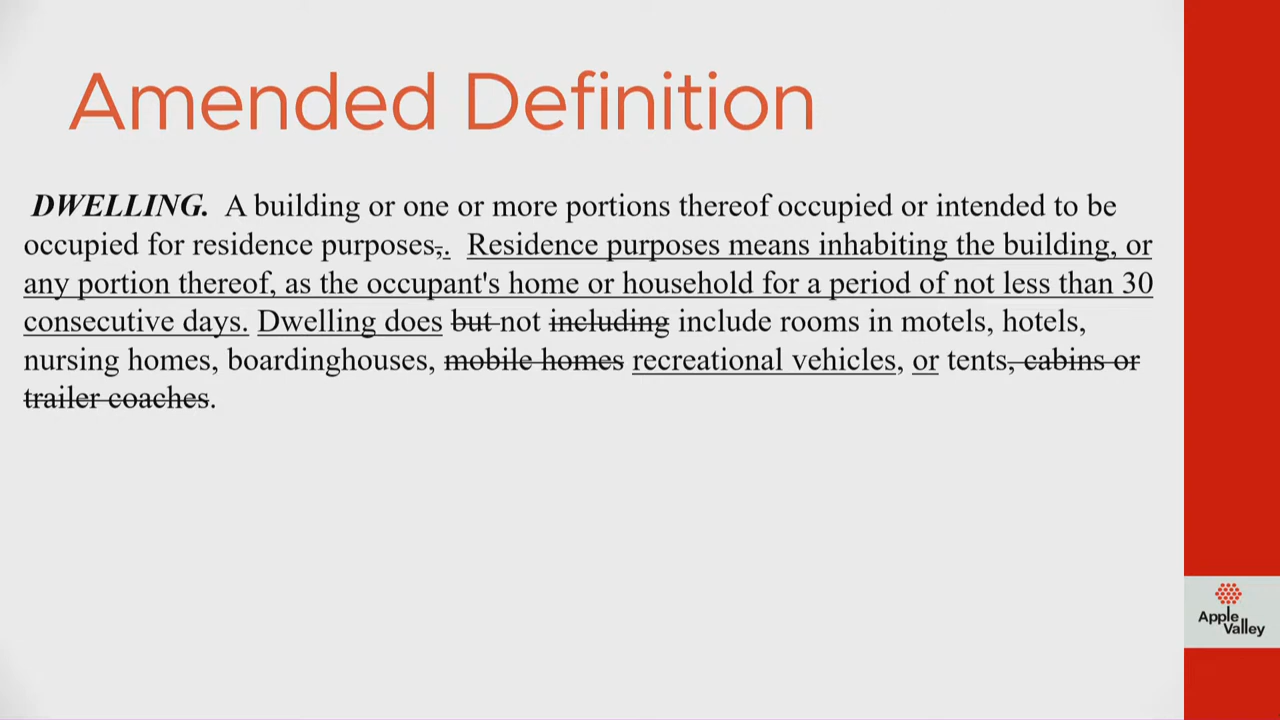 Amended Definition
DWELLING. A building or one or more portions thereof occupied or intended to be
occupied for residence purposes,. Residence purposes means inhabiting the building, or
any portion thereof, as the occupant's home or household for a period of not less than 30
consecutive days. Dwelling does but not including include rooms in motels, hotels,
nursing homes, boardinghouses, mobile homes recreational vehicles, or tents, cabins or
trailer coaches.
Apple
Valley